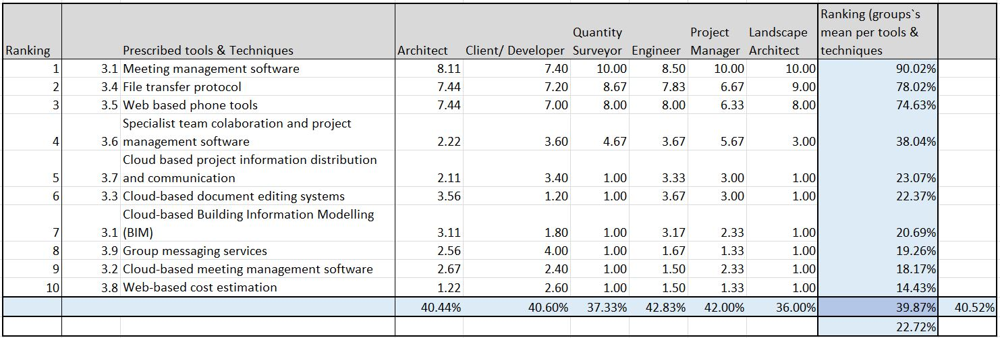 Ranking Prescribed tools & Techniques Architect Client/ Developer Quantity Surveyor Engineer Project Manager Landscape Architect Ranking (groups`s mean per tools & techniques
1 3.1 Meeting management software 8.11 7.40 10.00 8.50 10.00 10.00 90.02%
2 3.4 File transfer protocol 7.44 7.20 8.67 7.83 6.67 9.00 78.02%
3 3.5 Web based phone tools 7.44 7.00 8.00 8.00 6.33 8.00 74.63%
Specialist team colaboration and project
4 3.6 management software 2.22 3.60 4.67 3.67 5.67 3.00 38.04%
Cloud based project information distribution
5 3.7 and communication 2.11 3.40 1.00 3.33 3.00 1.00 23.07%
6 3.3 Cloud-based document editing systems 3.56 1.20 1.00 3.67 3.00 1.00 22.37%
Cloud-based Building Information Modelling
7 3.1 (BIM) 3.11 1.80 1.00 3.17 2.33 1.00 20.69%
8 3.9 Group messaging services 2.56 4.00 1.00 1.67 1.33 1.00 19.26%
9 3.2 Cloud-based meeting management software 2.67 2.40 1.00 1.50 2.33 1.00 18.17%
10 3.8 Web-based cost estimation 1.22 2.60 1.00 1.50 1.33 1.00 14.43%
40.44% 40.60% 37.33% 42.83% 42.00% 36.00% 39.87% 40.52%
22.72%